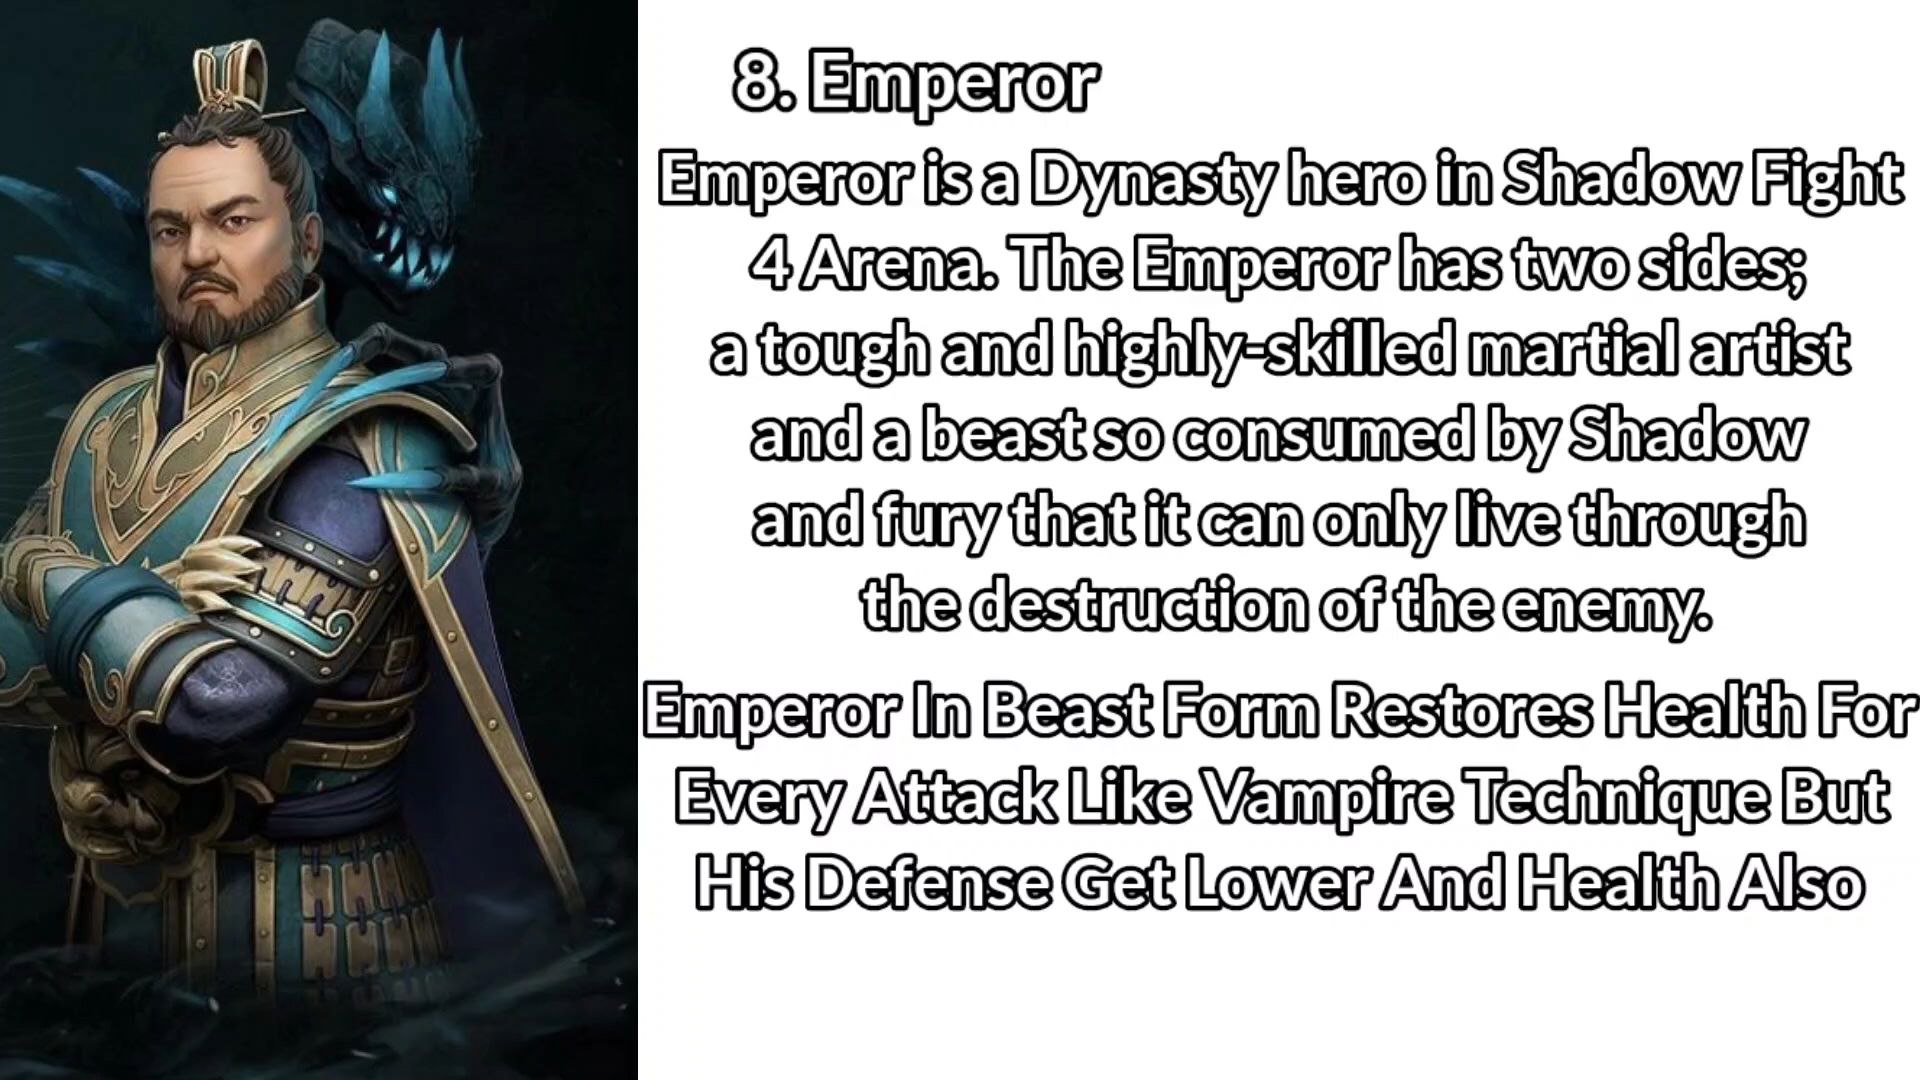 8. Emperor
Emperor is a Dynasty hero in Shadow Fight
4 Arena. The Emperor has two sides;
a tough and highly-skilled martial artist
and a beast so consumed by Shadow
and fury that it can only live through
the destruction of the enemy.
Emperor In Beast Form Restores Health For
Every Attack Like Vampire Technique But
His Defense Get Lower And Health Also